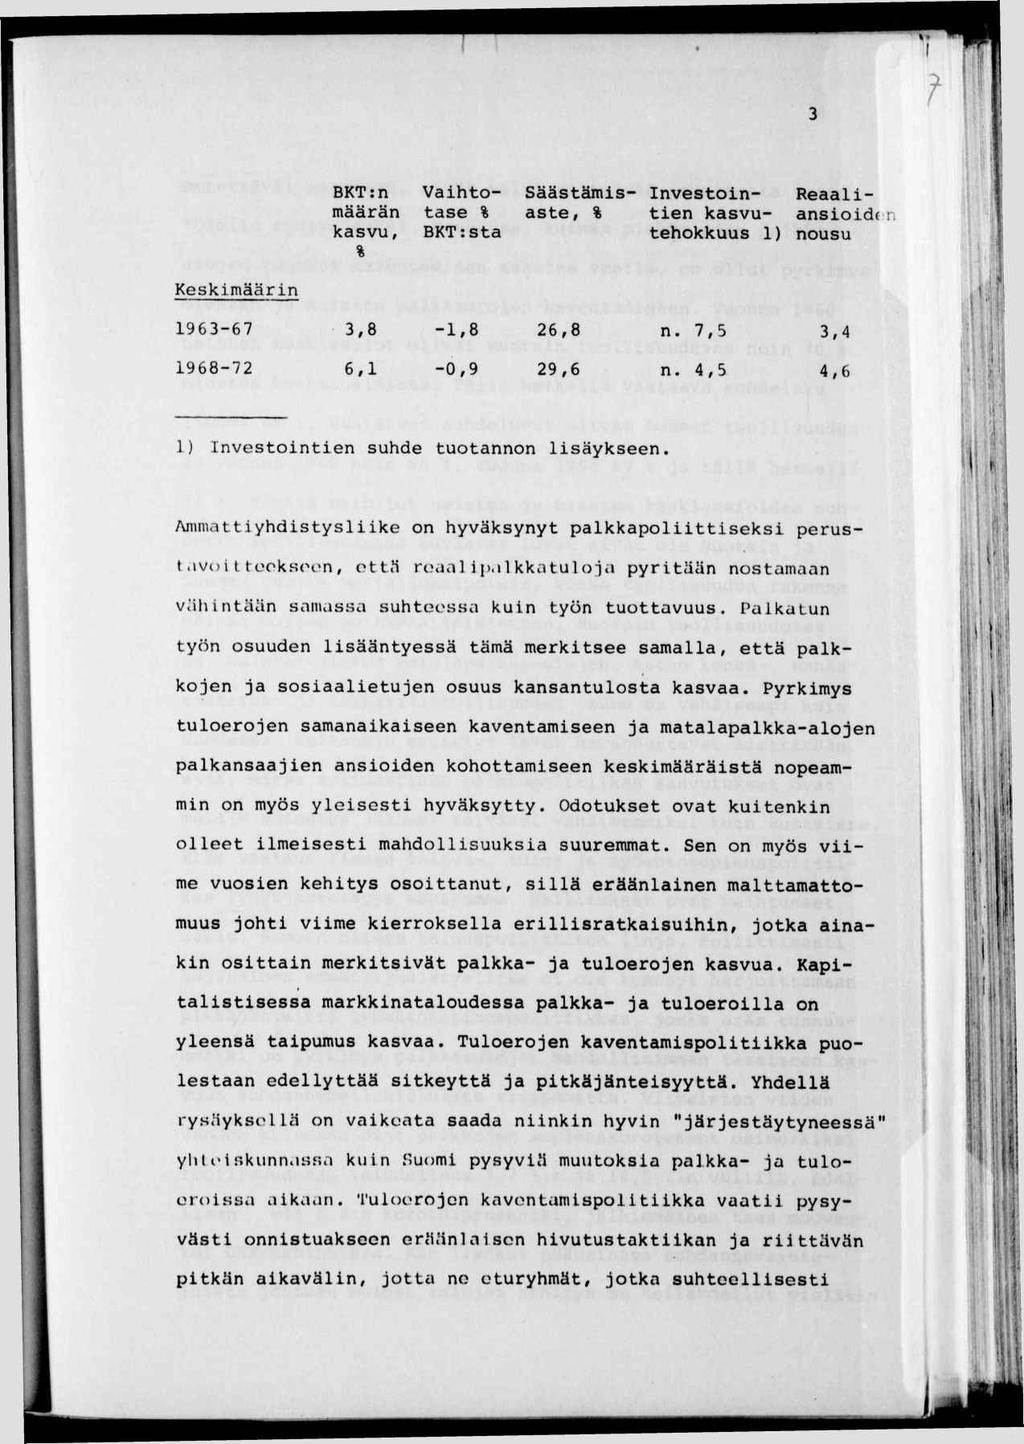 7
3
BKT:n Vaihto- Säästämis- Investoin- Reaali-
määrän tase % aste, % tien kasvu- ansioiden
kasvu, BKT:sta tehokkuus 1) nousu
%
Keskimäärin
1963-67 3,8 -1,8 26,8 n. 7,5 3,4
1968-72 6,1 -0,9 29,6 n. 4,5 4,6
1) Investointien suhde tuotannon lisäykseen.
Ammattiyhdistysliike on hyväksynyt palkkapoliittiseksi perus-
tavoitteekseen, että reaalipalkkatuloja pyritään nostamaan
vähintään samassa suhteessa kuin työn tuottavuus. Palkatun
työn osuuden lisääntyessä tämä merkitsee samalla, että palk-
kojen ja sosiaalietujen osuus kansantulosta kasvaa. Pyrkimys
tuloerojen samanaikaiseen kaventamiseen ja matalapalkka-alojen
palkansaajien ansioiden kohottamiseen keskimääräistä nopeam-
min on myös yleisesti hyväksytty. Odotukset ovat kuitenkin
olleet ilmeisesti mahdollisuuksia suuremmat. Sen on myös vii-
me vuosien kehitys osoittanut, sillä eräänlainen malttamatto-
muus johti viime kierroksella erillisratkaisuihin, jotka aina-
kin osittain merkitsivät palkka- ja tuloerojen kasvua. Kapi-
talistisessa markkinataloudessa palkka- ja tuloeroilla on
yleensä taipumus kasvaa. Tuloerojen kaventamispolitiikka puo-
lestaan edellyttää sitkeyttä ja pitkäjänteisyyttä. Yhdellä
rysäyksellä on vaikeata saada niinkin hyvin "järjestäytyneessä"
yhteiskunnassa kuin Suomi pysyviä muutoksia palkka- ja tulo-
eroissa aikaan. Tuloerojen kaventamispolitiikka vaatii pysy-
västi onnistuakseen eräänlaisen hivutustaktiikan ja riittävän
pitkän aikavälin, jotta ne eturyhmät, jotka suhteellisesti